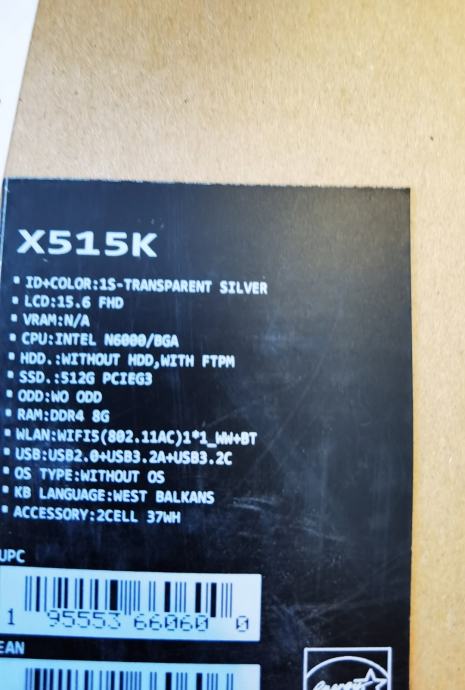 X515K
▪ ID+COLOR:1S-TRANSPARENT SILVER
▪ LCD:15.6 FHD
▪ VRAM:N/A
▪ CPU:INTEL N6000/BGA
▪ HDD.:WITHOUT HDD,WITH FTPM
▪ SSD.:512G PCIEG3
▪ ODD:WO ODD
▪ RAM:DDR4 8G
▪ WLAN:WIFI5(802.11AC)1*1_WW+BT
▪ USB:USB2.0+USB3.2A+USB3.2C
▪ OS TYPE:WITHOUT OS
▪ KB LANGUAGE:WEST BALKANS
▪ ACCESSORY:2CELL 37WH
UPC
1 95553 66060 0
EAN